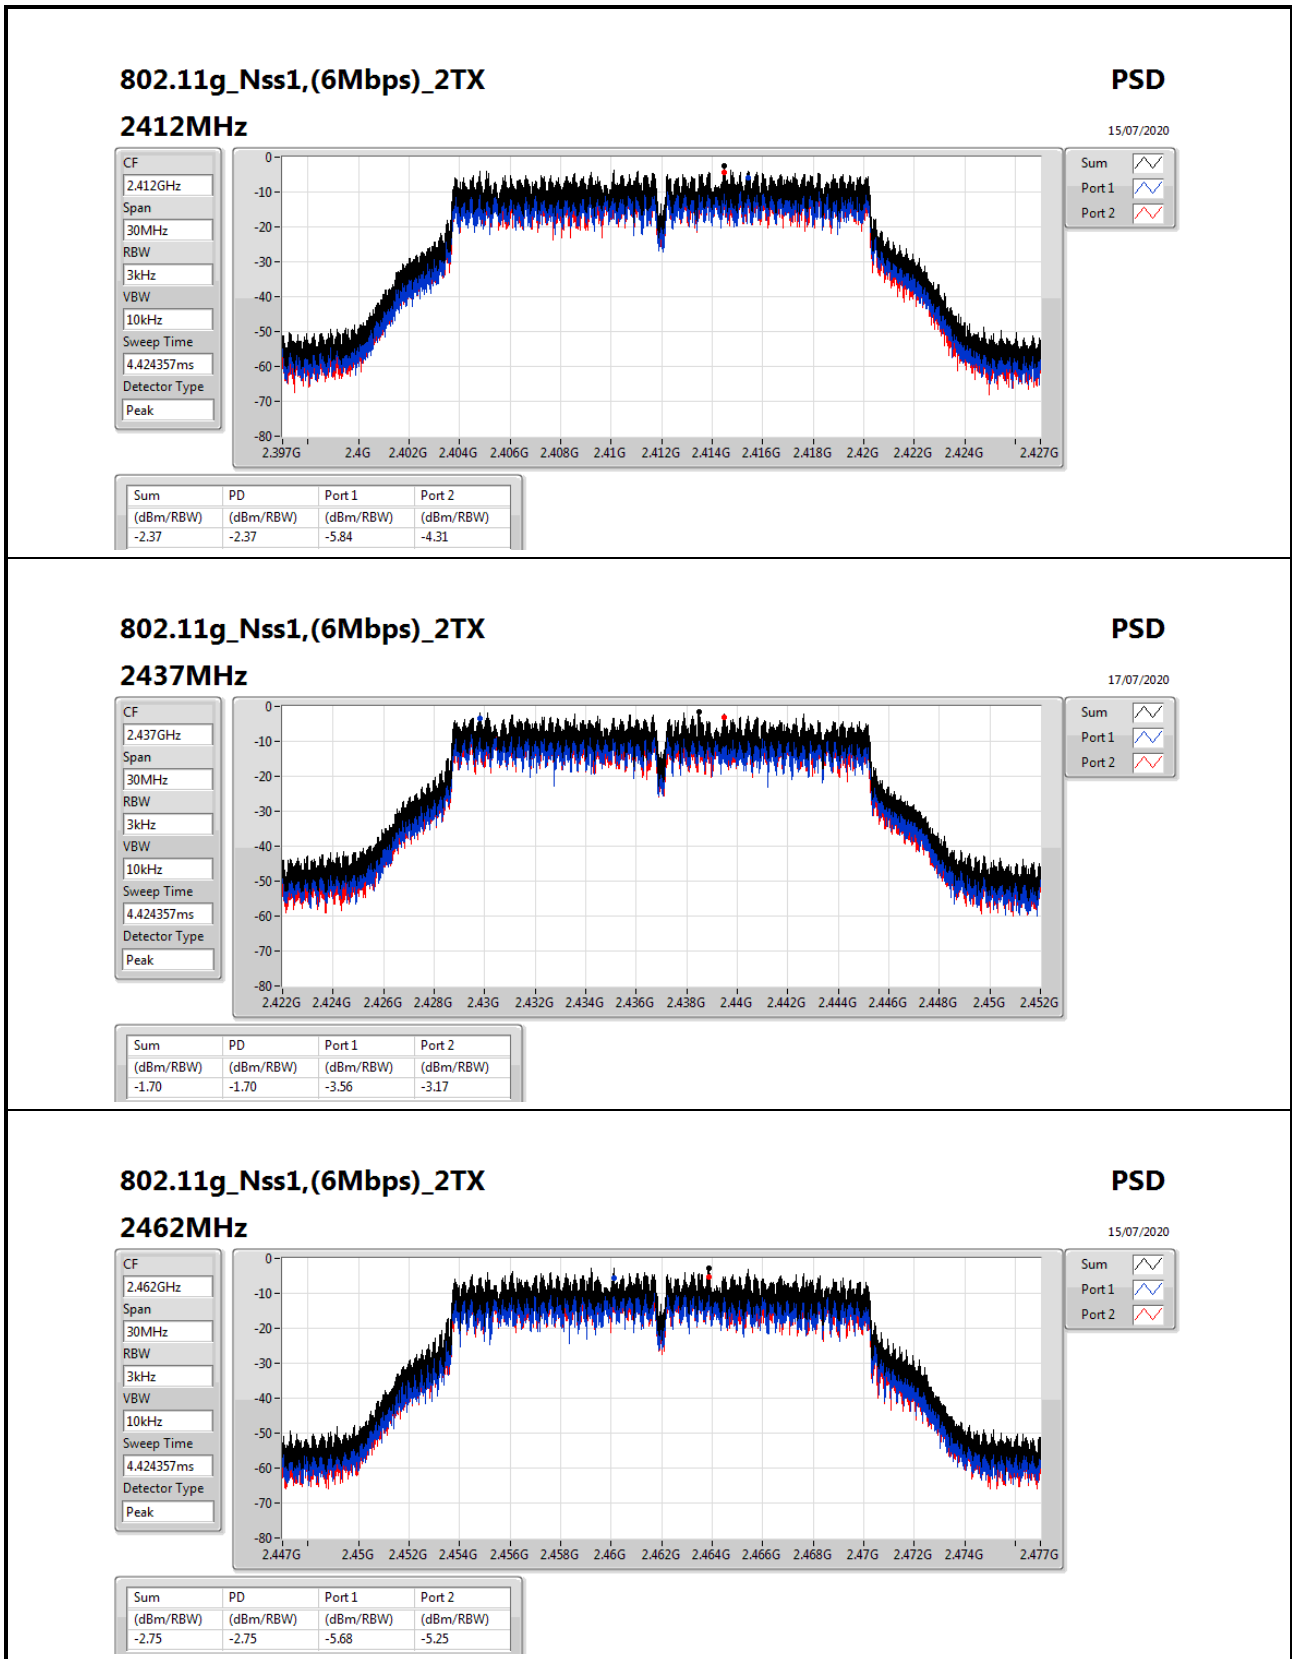 802.11g_Nss1,(6Mbps)_2TX PSD
2412MHz 15/07/2020
CF
2.412GHz
Span
30MHz
RBW
3kHz
VBW
10kHz
Sweep Time
4.424357ms
Detector Type
Peak
0
-10
-20
-30
-40
-50
-60
-70
-80
2.397G 2.4G 2.402G 2.404G 2.406G 2.408G 2.41G 2.412G 2.414G 2.416G 2.418G 2.42G 2.422G 2.424G 2.427G
Sum
Port 1
Port 2
Sum PD Port 1 Port 2
(dBm/RBW) (dBm/RBW) (dBm/RBW) (dBm/RBW)
-2.37 -2.37 -5.84 -4.31
802.11g_Nss1,(6Mbps)_2TX PSD
2437MHz 17/07/2020
CF
2.437GHz
Span
30MHz
RBW
3kHz
VBW
10kHz
Sweep Time
4.424357ms
Detector Type
Peak
0
-10
-20
-30
-40
-50
-60
-70
-80
2.422G 2.424G 2.426G 2.428G 2.43G 2.432G 2.434G 2.436G 2.438G 2.44G 2.442G 2.444G 2.446G 2.448G 2.45G 2.452G
Sum
Port 1
Port 2
Sum PD Port 1 Port 2
(dBm/RBW) (dBm/RBW) (dBm/RBW) (dBm/RBW)
-1.70 -1.70 -3.56 -3.17
802.11g_Nss1,(6Mbps)_2TX PSD
2462MHz 15/07/2020
CF
2.462GHz
Span
30MHz
RBW
3kHz
VBW
10kHz
Sweep Time
4.424357ms
Detector Type
Peak
0
-10
-20
-30
-40
-50
-60
-70
-80
2.447G 2.45G 2.452G 2.454G 2.456G 2.458G 2.46G 2.462G 2.464G 2.466G 2.468G 2.47G 2.472G 2.474G 2.477G
Sum
Port 1
Port 2
Sum PD Port 1 Port 2
(dBm/RBW) (dBm/RBW) (dBm/RBW) (dBm/RBW)
-2.75 -2.75 -5.68 -5.25